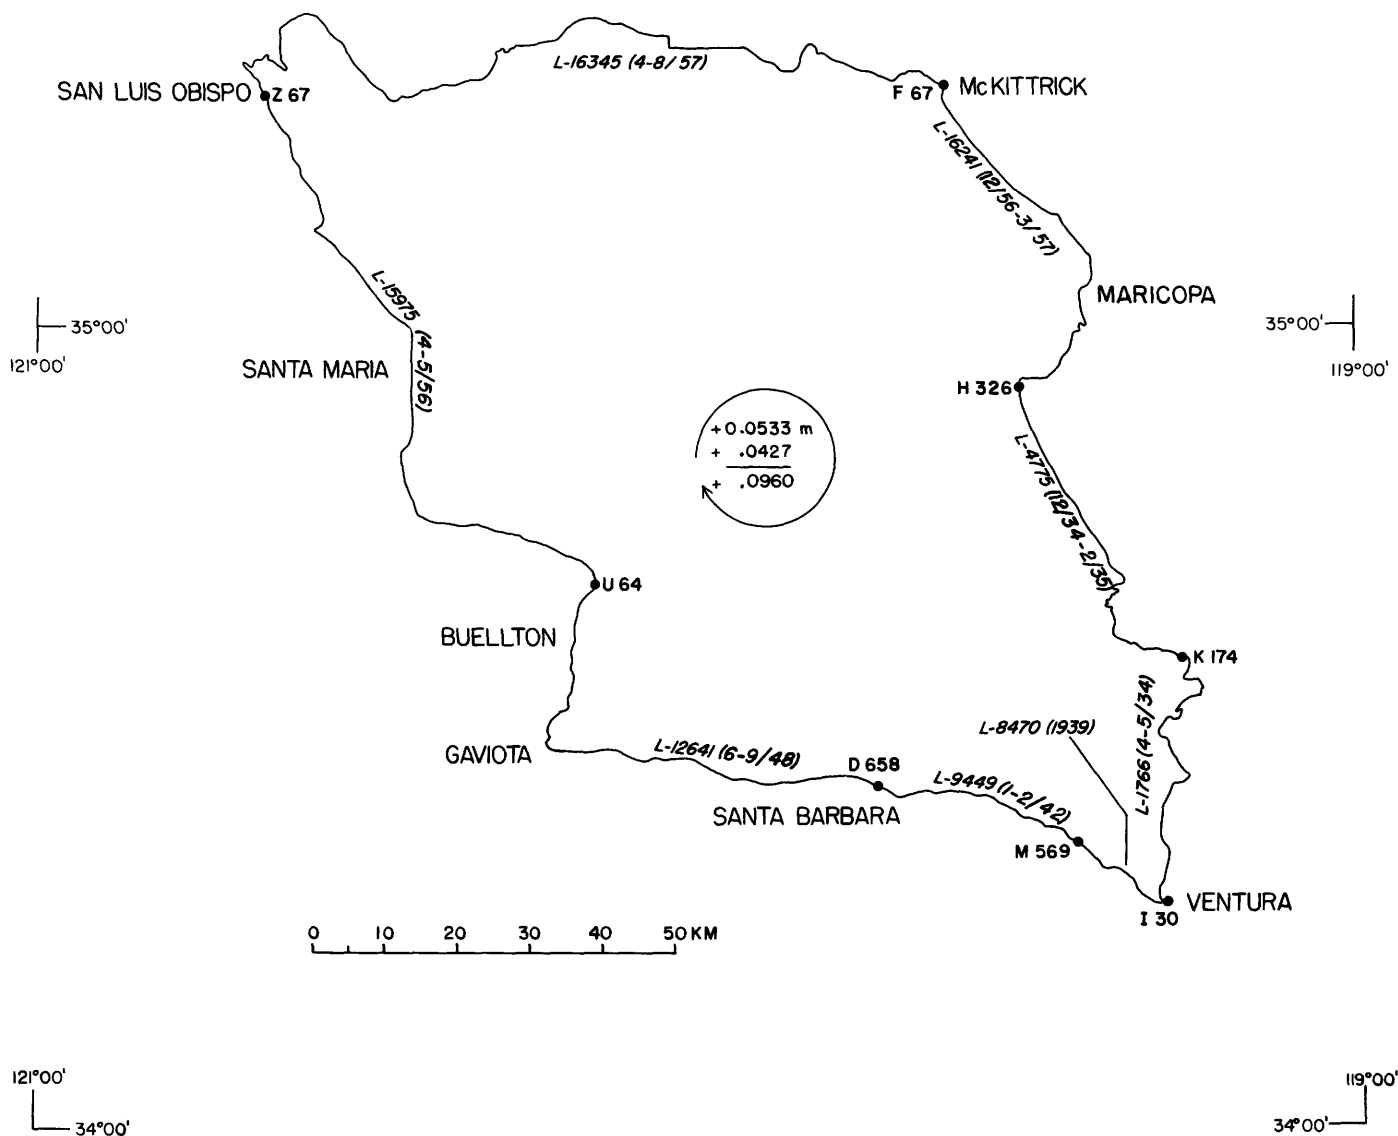 L-16345 (4-8/57)
SAN LUIS OBISPO
Z 67
F 67
McKITTRICK
L-16241 (12/56-3/57)
L-15975 (4-5/56)
MARICOPA
35°00'
121°00'
35°00'
119°00'
SANTA MARIA
H 326
+0.0533 m
+ .0427
+ .0960
L-4775 (12/34-2/35)
U 64
BUELLTON
K 174
GAVIOTA
L-12641 (6-9/48)
D 658
L-8470 (1939)
L-1766 (4-5/34)
L-9449 (1-2/42)
SANTA BARBARA
M 569
VENTURA
I 30
0 10 20 30 40 50 KM
121°00'
34°00'
119°00'
34°00'